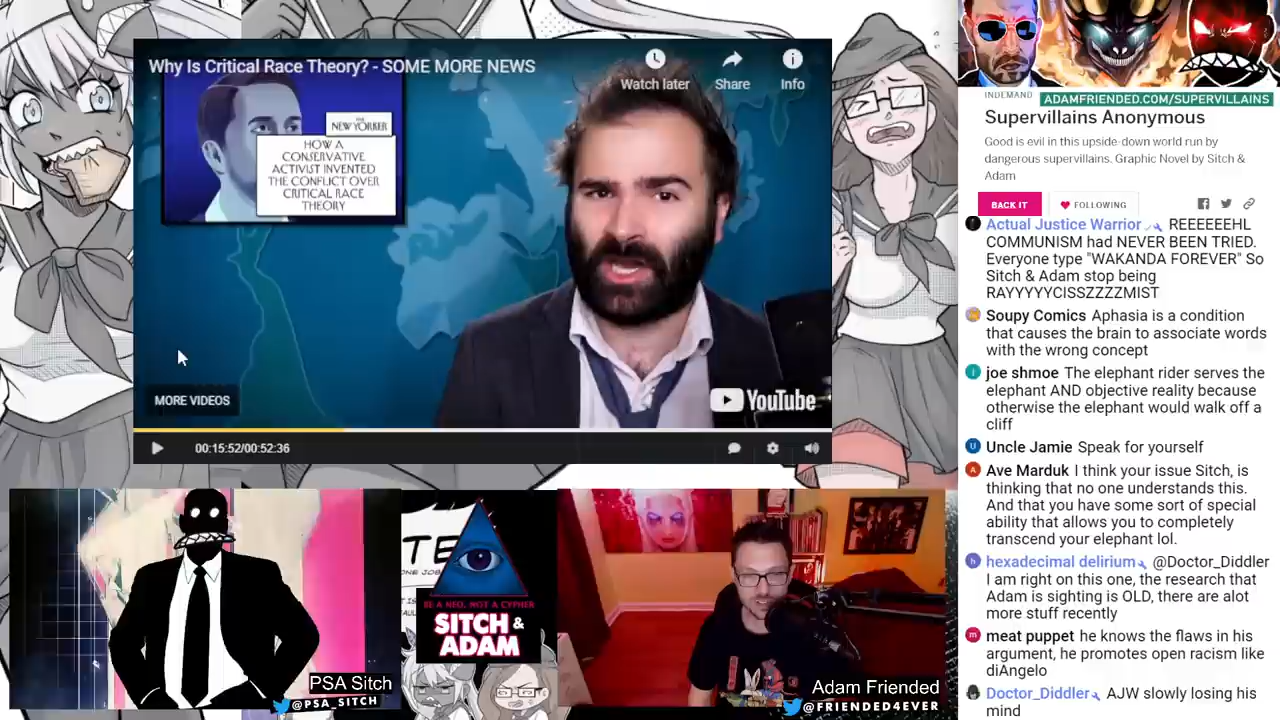 Why Is Critical Race Theory? - SOME MORE NEWS
Watch later
Share
Info
THE
NEW YORKER
HOW A
CONSERVATIVE
ACTIVIST INVENTED
THE CONFLICT OVER
CRITICAL RACE
THEORY
MORE VIDEOS
YouTube
00:15:52/00:52:36
PSA Sitch
@PSA_SITCH
BE A NEO, NOT A CYPHER
SITCH &
ADAM
Adam Friended
@FRIENDED4EVER
INDEMAND
ADAMFRIENDED.COM/SUPERVILLAINS
Supervillains Anonymous
Good is evil in this upside-down world run by
dangerous supervillains. Graphic Novel by Sitch &
Adam
BACK IT
FOLLOWING
Actual Justice Warrior REEEEEEHL
COMMUNISM had NEVER BEEN TRIED.
Everyone type "WAKANDA FOREVER" So
Sitch & Adam stop being
RAYYYYYCISSZZZZMIST
Soupy Comics Aphasia is a condition
that causes the brain to associate words
with the wrong concept
joe shmoe The elephant rider serves the
elephant AND objective reality because
otherwise the elephant would walk off a
cliff
Uncle Jamie Speak for yourself
Ave Marduk I think your issue Sitch, is
thinking that no one understands this.
And that you have some sort of special
ability that allows you to completely
transcend your elephant lol.
hexadecimal delirium @Doctor_Diddler
I am right on this one, the research that
Adam is sighting is OLD, there are alot
more stuff recently
meat puppet he knows the flaws in his
argument, he promotes open racism like
diAngelo
Doctor_Diddler AJW slowly losing his
mind